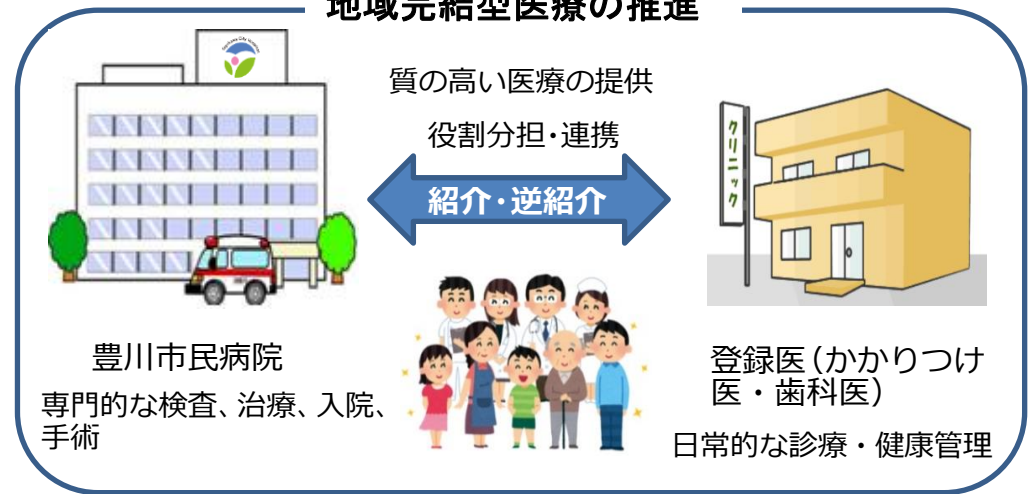 地域完結型医療の推進
質の高い医療の提供
役割分担・連携
紹介・逆紹介
クリニック
豊川市民病院
専門的な検査、治療、入院、
手術
登録医(かかりつけ
医・歯科医)
日常的な診療・健康管理